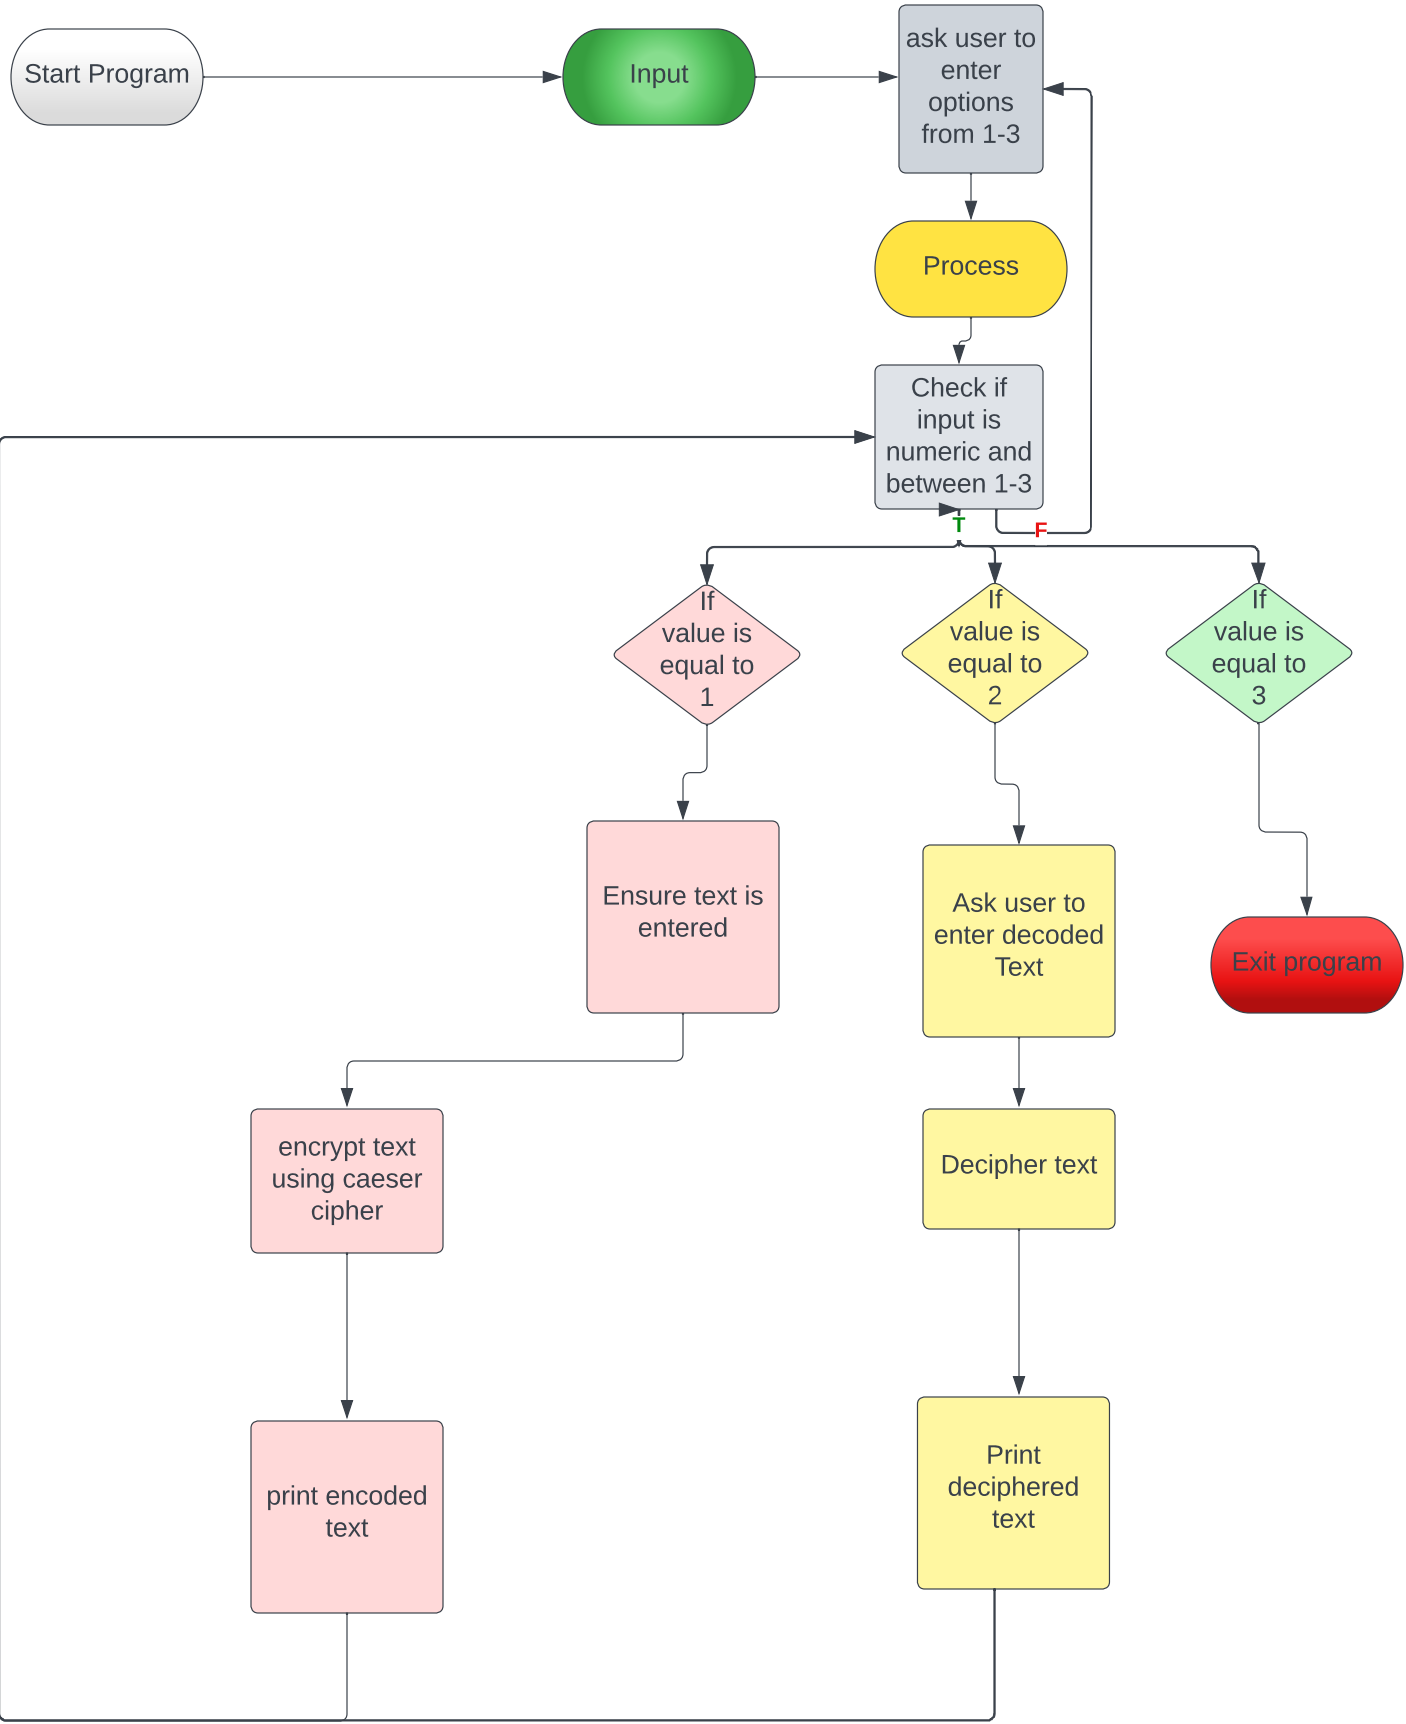 Start Program
Input
ask user to
enter
options
from 1-3
Process
Check if
input is
numeric and
between 1-3
T
F
If
value is
equal to
1
If
value is
equal to
2
If
value is
equal to
3
Ensure text is
entered
Ask user to
enter decoded
Text
Exit program
encrypt text
using caeser
cipher
Decipher text
print encoded
text
Print
deciphered
text